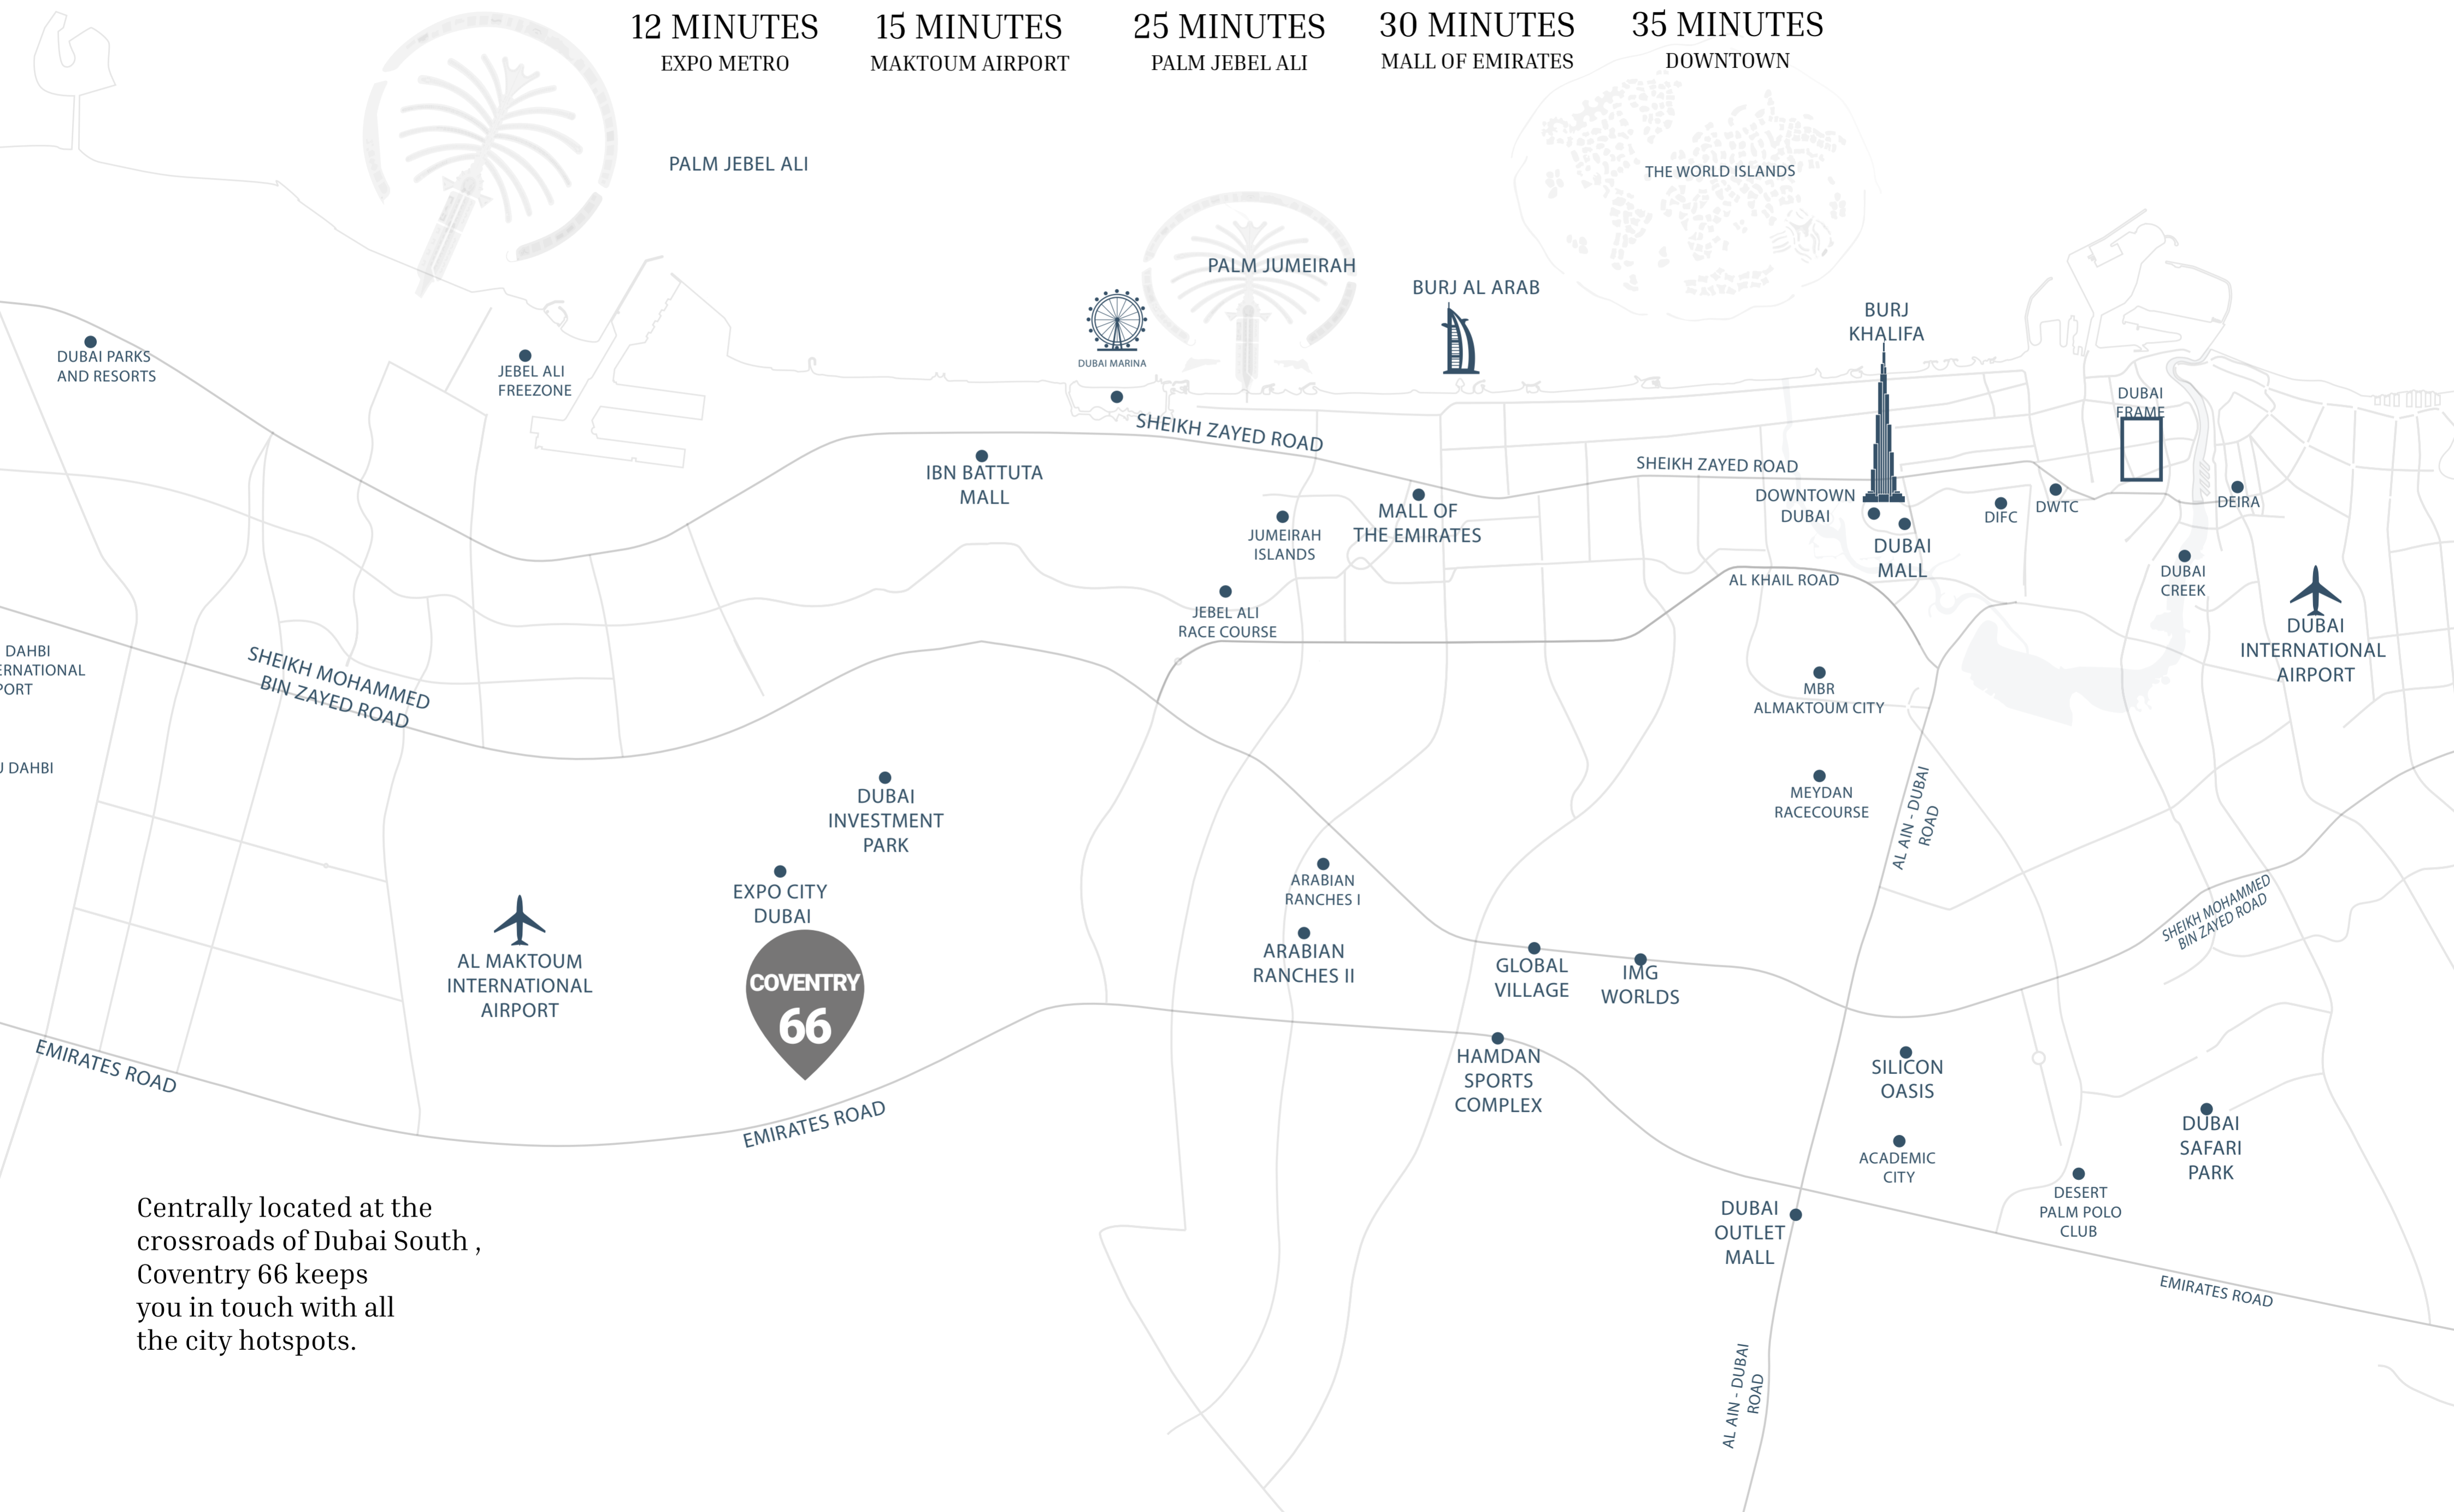 12 MINUTES
EXPO METRO
15 MINUTES
MAKTOUM AIRPORT
25 MINUTES
PALM JEBEL ALI
30 MINUTES
MALL OF EMIRATES
35 MINUTES
DOWNTOWN
PALM JEBEL ALI
THE WORLD ISLANDS
PALM JUMEIRAH
BURJ AL ARAB
BURJ
KHALIFA
DUBAI PARKS
AND RESORTS
JEBEL ALI
FREEZONE
DUBAI MARINA
DUBAI
FRAME
SHEIKH ZAYED ROAD
IBN BATTUTA
MALL
SHEIKH ZAYED ROAD
DOWNTOWN
DUBAI
MALL OF
THE EMIRATES
JUMEIRAH
ISLANDS
DIFC
DWTC
DEIRA
DUBAI
MALL
AL KHAIL ROAD
DUBAI
CREEK
JEBEL ALI
RACE COURSE
DUBAI
INTERNATIONAL
AIRPORT
DAHBI
ERNATIONAL
PORT
SHEIKH MOHAMMED
BIN ZAYED ROAD
MBR
ALMAKTOUM CITY
U DAHBI
DUBAI
INVESTMENT
PARK
MEYDAN
RACECOURSE
AL AIN - DUBAI
ROAD
EXPO CITY
DUBAI
ARABIAN
RANCHES I
SHEIKH MOHAMMED
BIN ZAYED ROAD
AL MAKTOUM
INTERNATIONAL
AIRPORT
COVENTRY
66
ARABIAN
RANCHES II
GLOBAL
VILLAGE
IMG
WORLDS
EMIRATES ROAD
HAMDAN
SPORTS
COMPLEX
SILICON
OASIS
EMIRATES ROAD
DUBAI
SAFARI
PARK
ACADEMIC
CITY
DESERT
PALM POLO
CLUB
DUBAI
OUTLET
MALL
EMIRATES ROAD
AL AIN - DUBAI
ROAD
Centrally located at the
crossroads of Dubai South ,
Coventry 66 keeps
you in touch with all
the city hotspots.